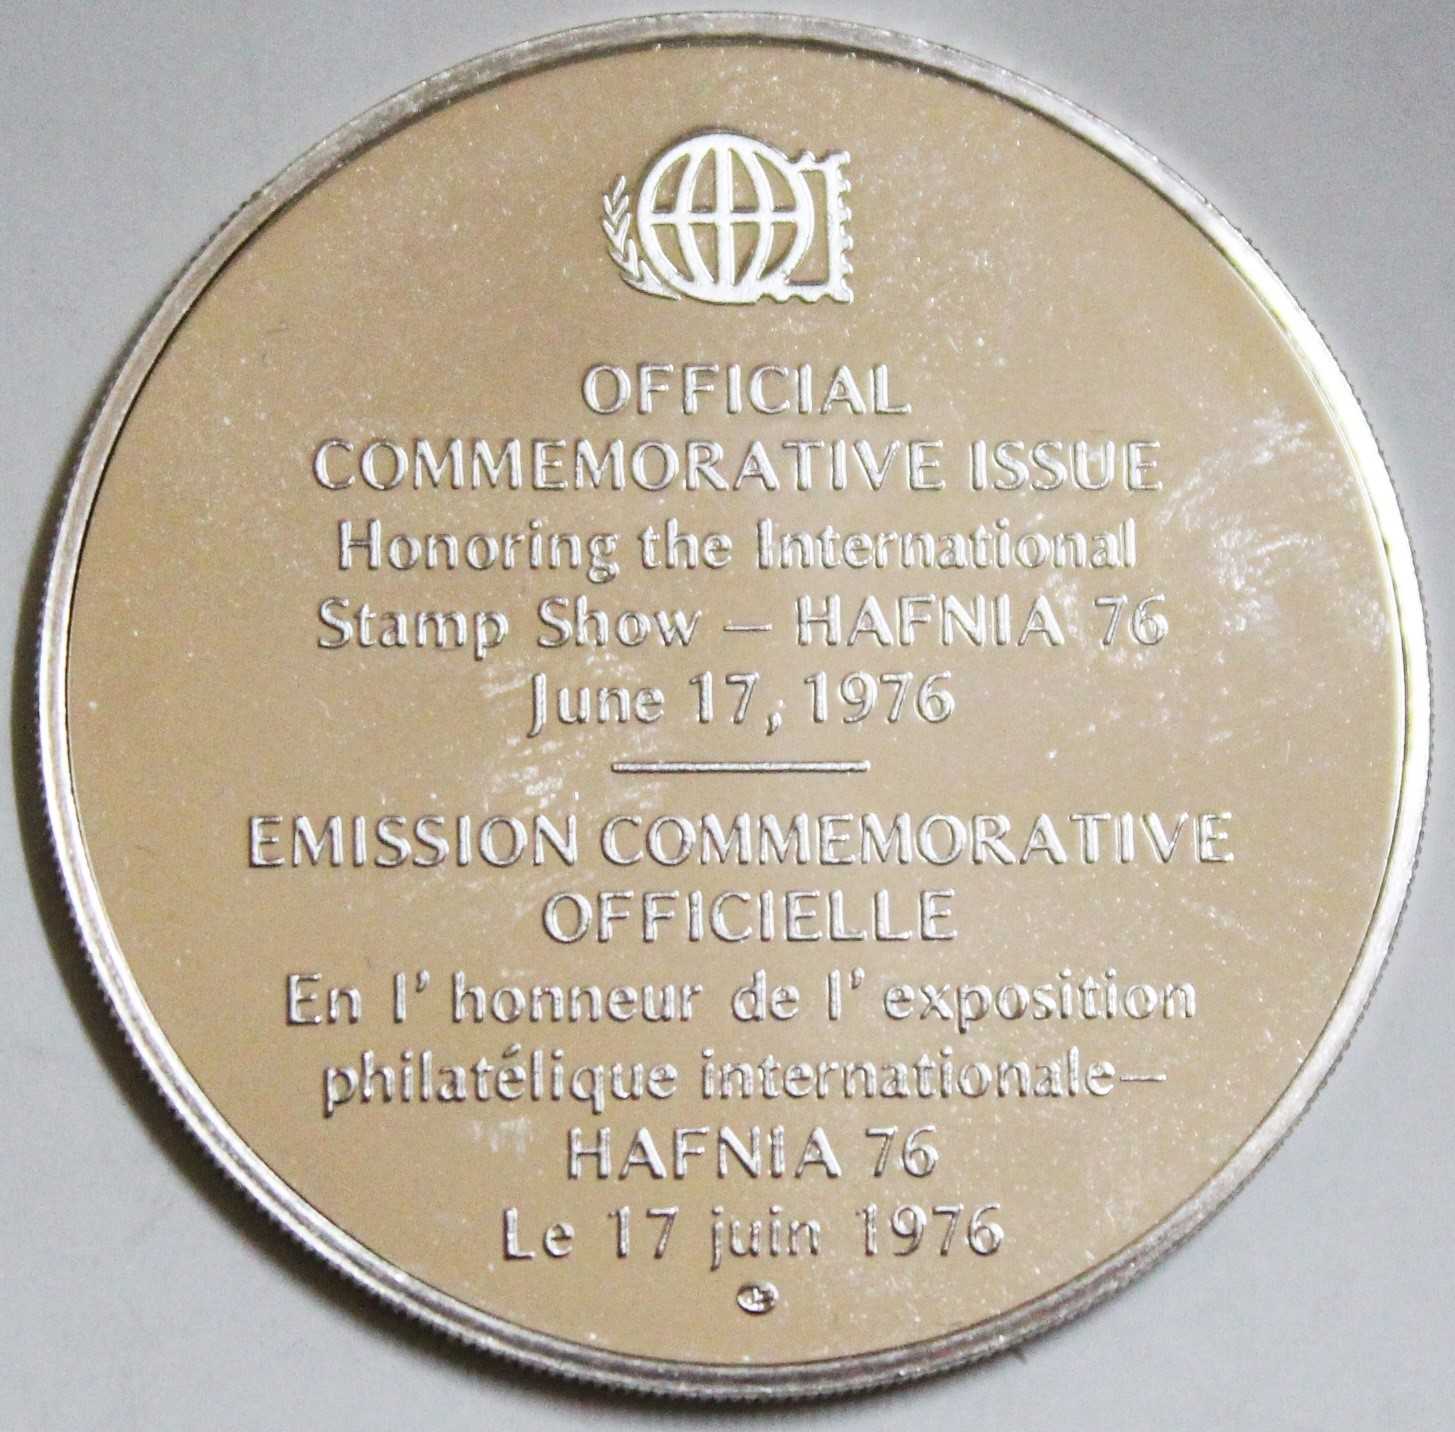 OFFICIAL
COMMEMORATIVE ISSUE
Honoring the International
Stamp Show – HAFNIA 76
June 17, 1976
EMISSION COMMEMORATIVE
OFFICIELLE
En l' honneur de l' exposition
philatélique internationale–
HAFNIA 76
Le 17 juin 1976